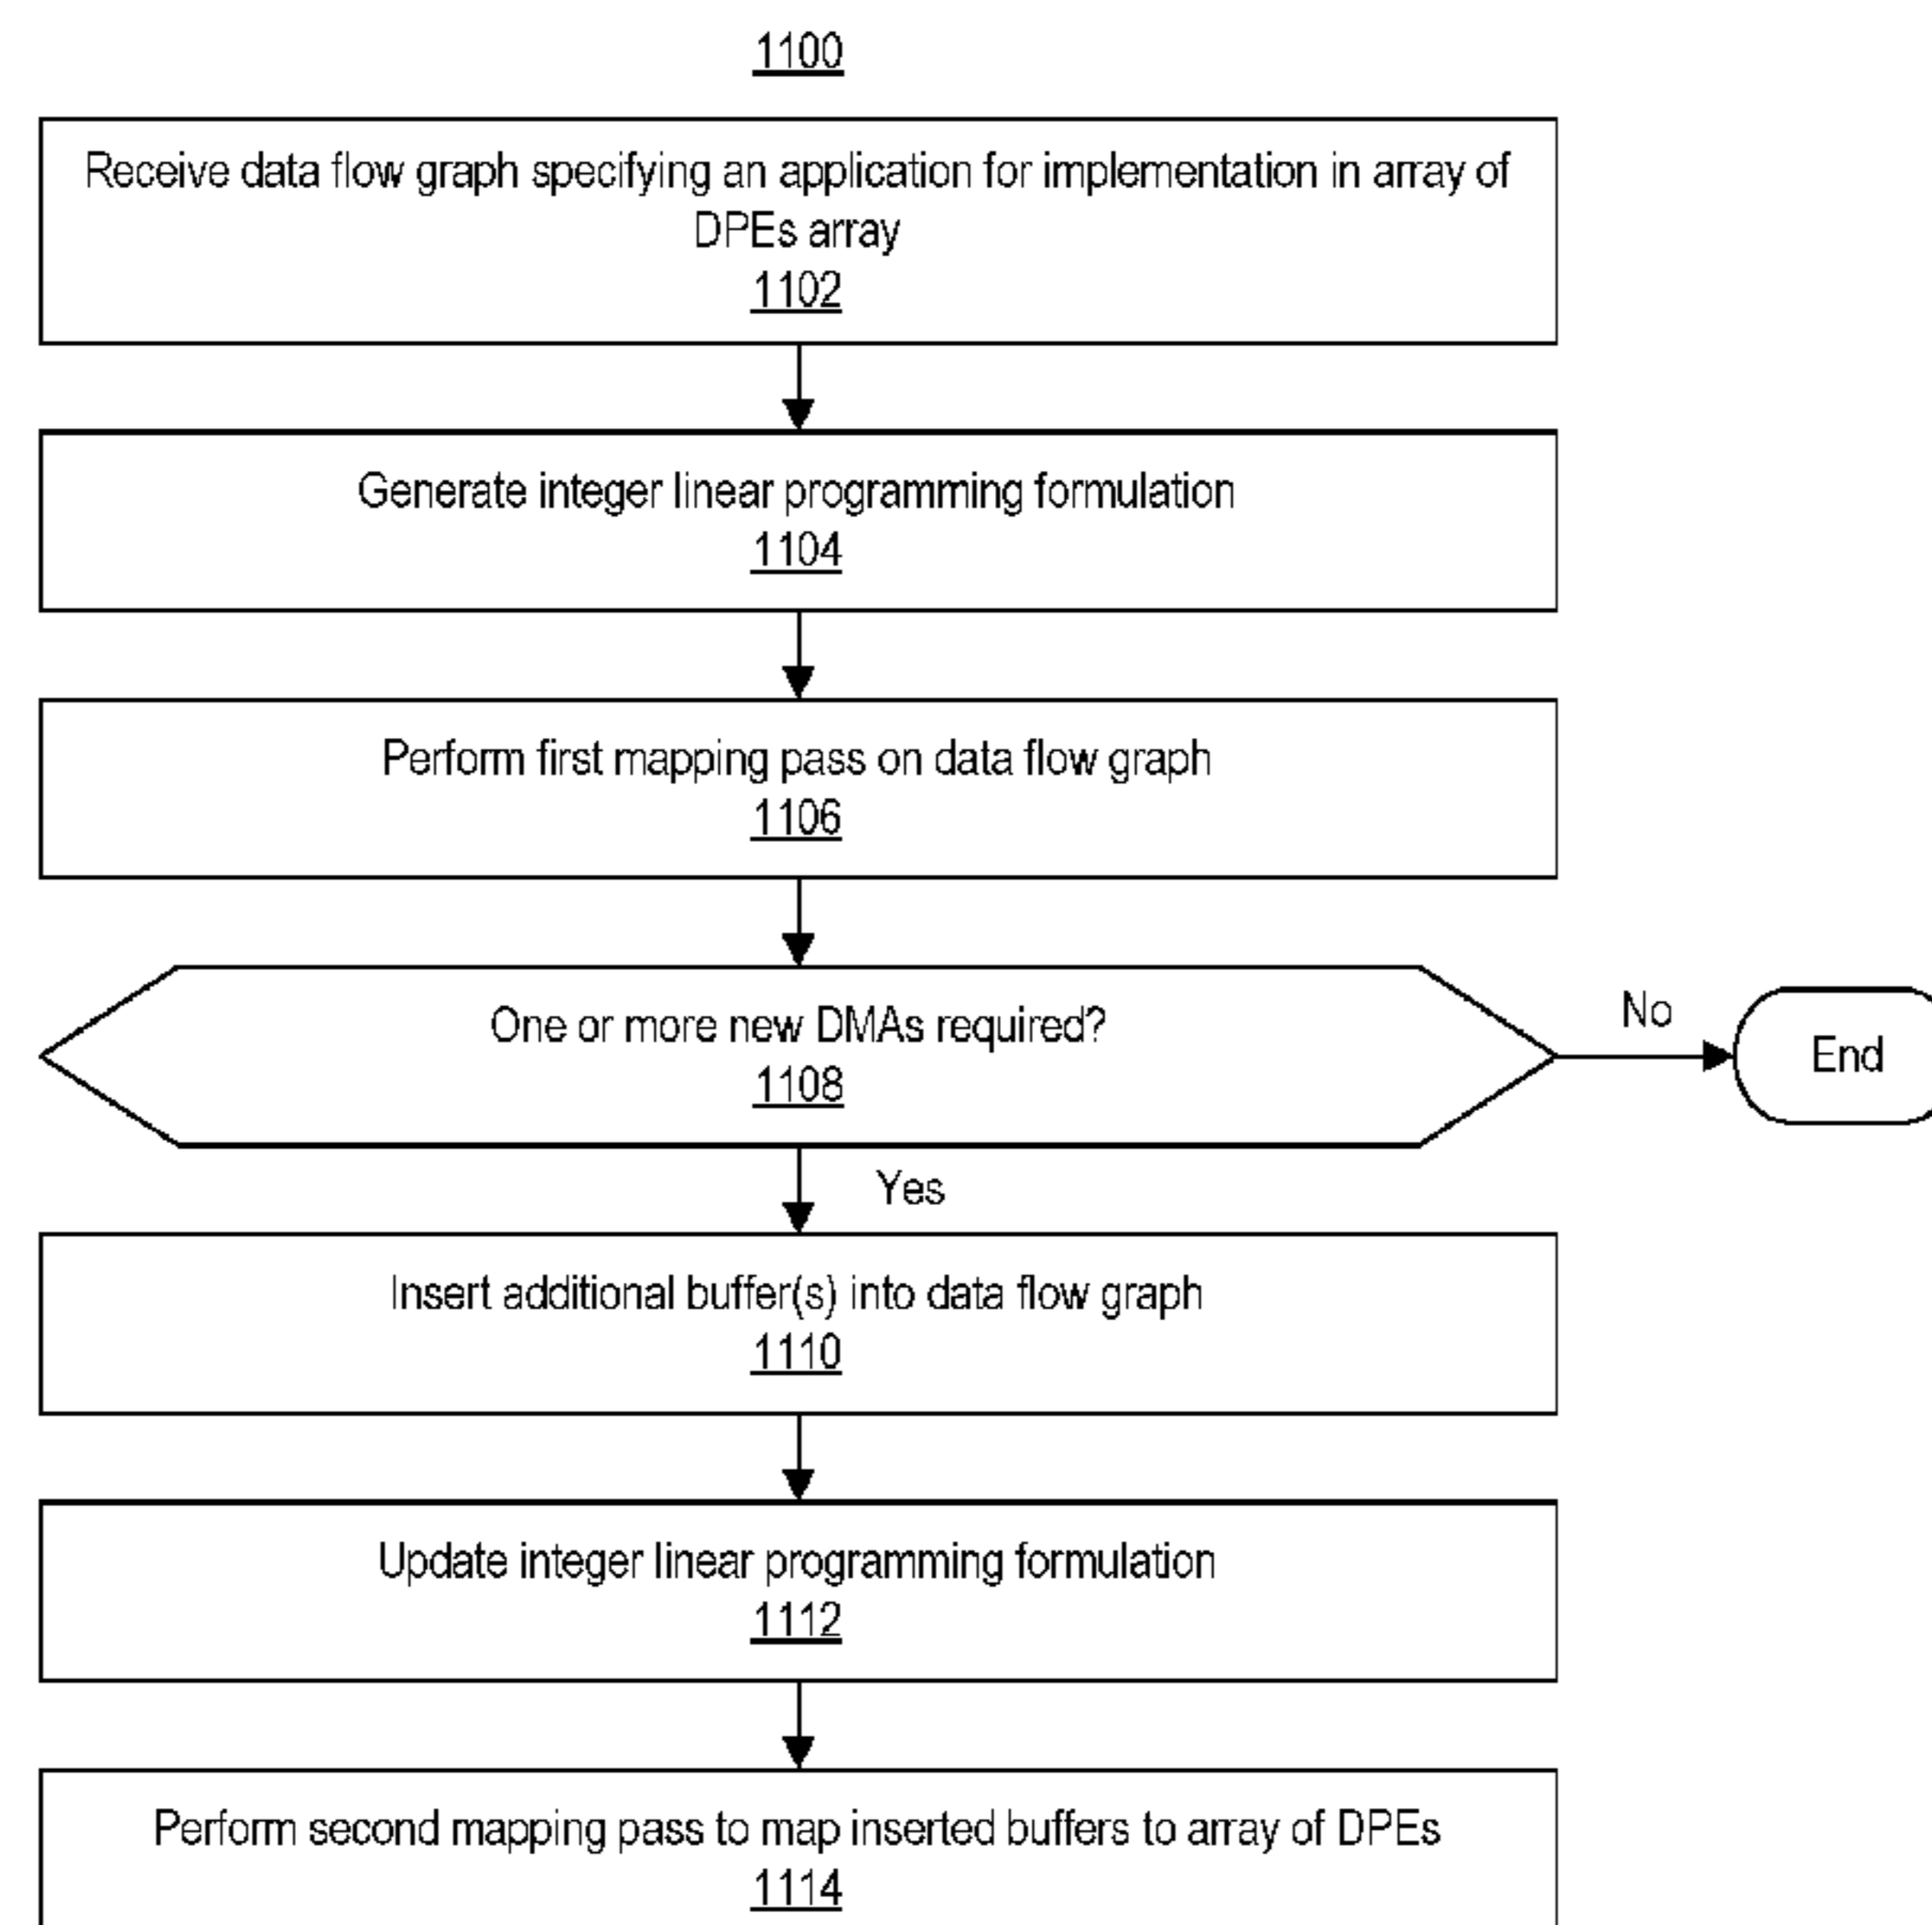 1100
Receive data flow graph specifying an application for implementation in array of
DPEs array
1102
Generate integer linear programming formulation
1104
Perform first mapping pass on data flow graph
1106
One or more new DMAs required?
1108
No
End
Yes
Insert additional buffer(s) into data flow graph
1110
Update integer linear programming formulation
1112
Perform second mapping pass to map inserted buffers to array of DPEs
1114